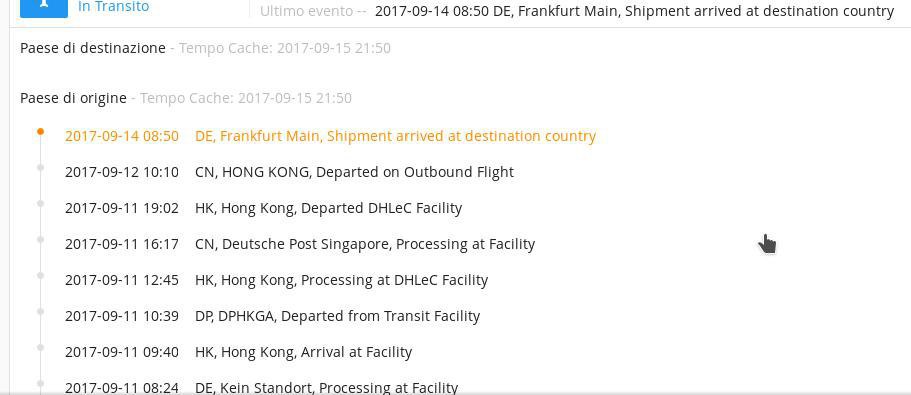 In Transito
Ultimo evento -- 2017-09-14 08:50 DE, Frankfurt Main, Shipment arrived at destination country
Paese di destinazione - Tempo Cache: 2017-09-15 21:50
Paese di origine - Tempo Cache: 2017-09-15 21:50
2017-09-14 08:50 DE, Frankfurt Main, Shipment arrived at destination country
2017-09-12 10:10 CN, HONG KONG, Departed on Outbound Flight
2017-09-11 19:02 HK, Hong Kong, Departed DHLeC Facility
2017-09-11 16:17 CN, Deutsche Post Singapore, Processing at Facility
2017-09-11 12:45 HK, Hong Kong, Processing at DHLeC Facility
2017-09-11 10:39 DP, DPHKGA, Departed from Transit Facility
2017-09-11 09:40 HK, Hong Kong, Arrival at Facility
2017-09-11 08:24 DE, Kein Standort, Processing at Facility